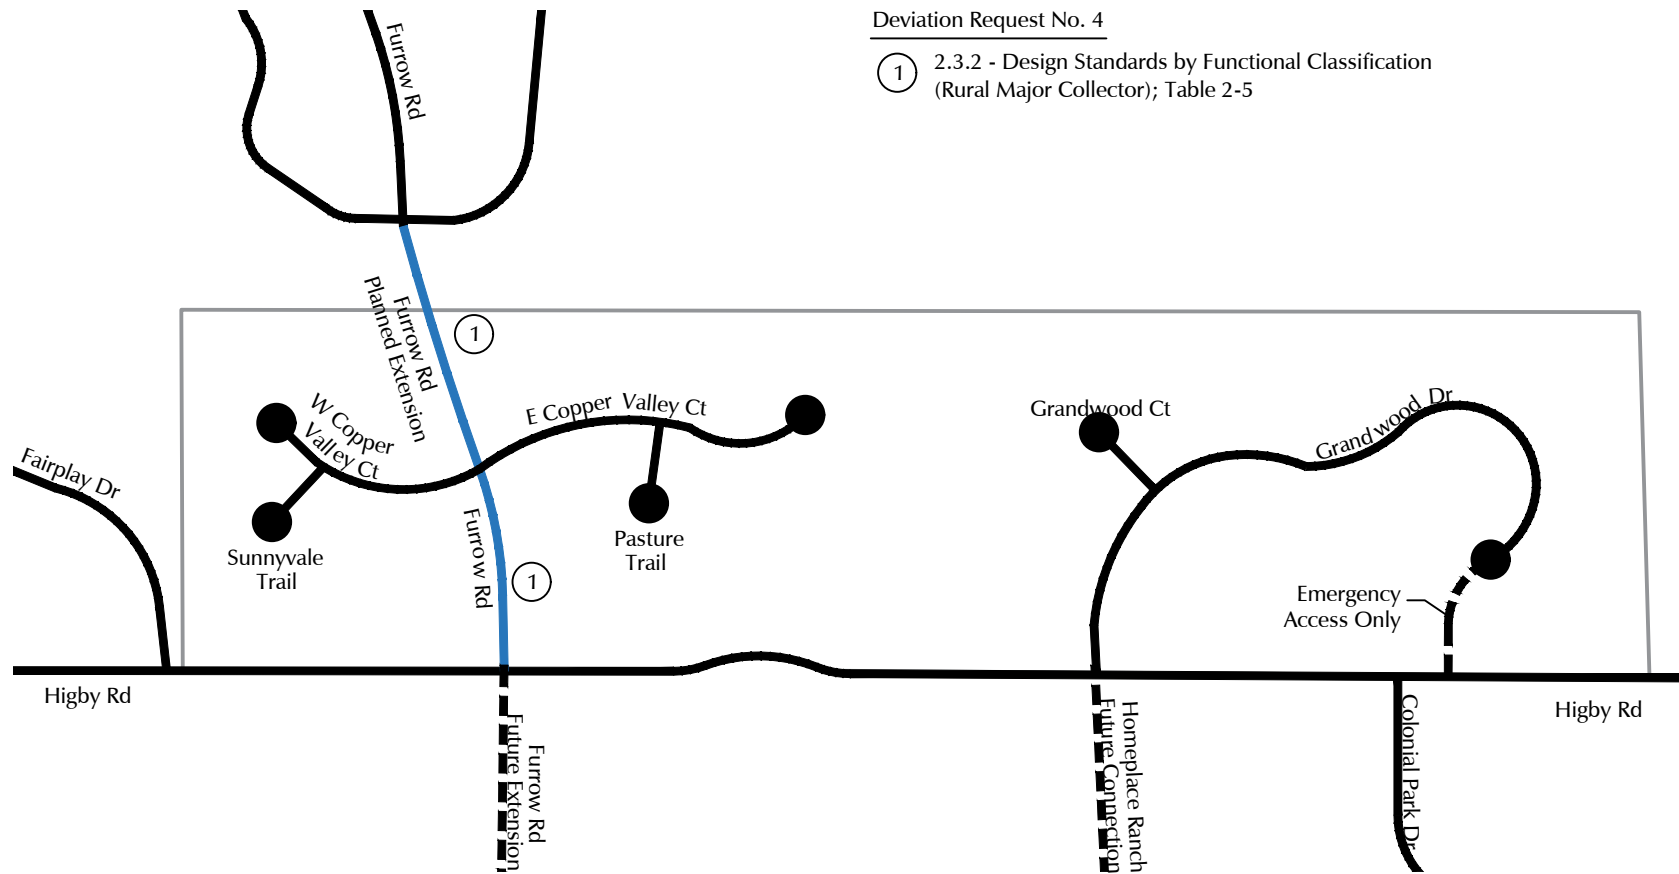 Deviation Request No. 4
1
2.3.2 - Design Standards by Functional Classification
(Rural Major Collector); Table 2-5
Furrow Rd
Furrow Rd
Planned Extension
1
W Copper
Valley Ct
E Copper Valley Ct
Grandwood Ct
Grandwood Dr
Fairplay Dr
Sunnyvale
Trail
Furrow Rd
1
Pasture
Trail
Emergency
Access Only
Higby Rd
Higby Rd
Furrow Rd
Future Extension
Homeplace Ranch
Future Connection
Colonial Park Dr